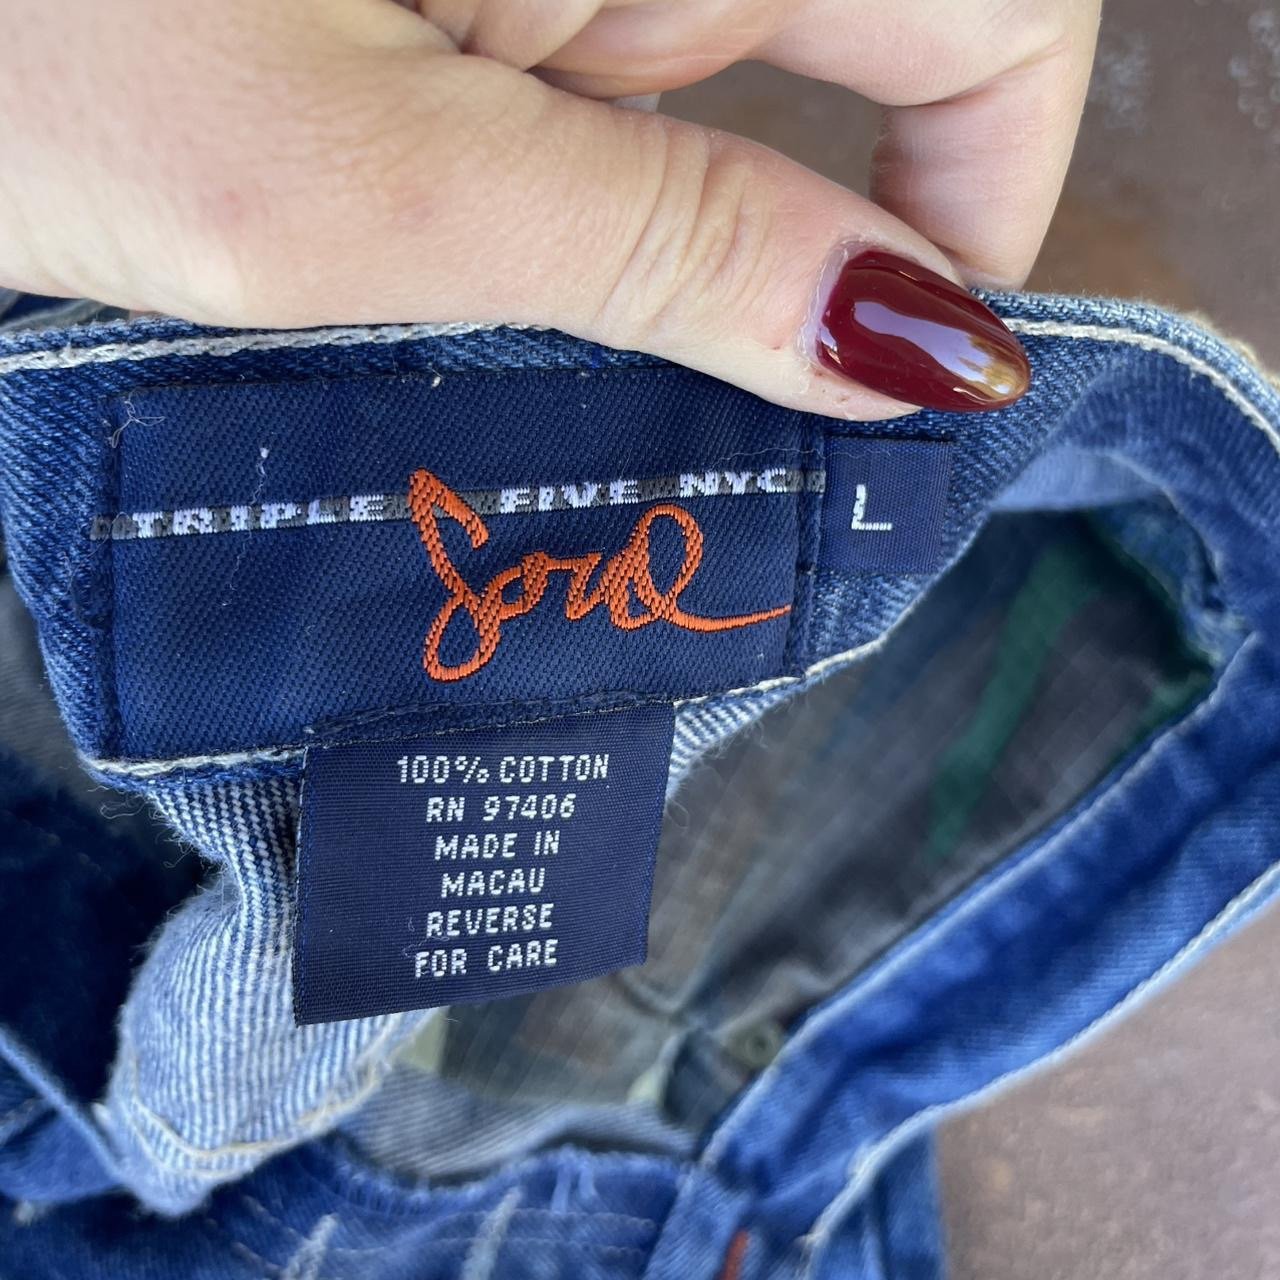 TRIPLE FIVE NYC
Soul
L
100% COTTON
RN 97406
MADE IN
MACAU
REVERSE
FOR CARE